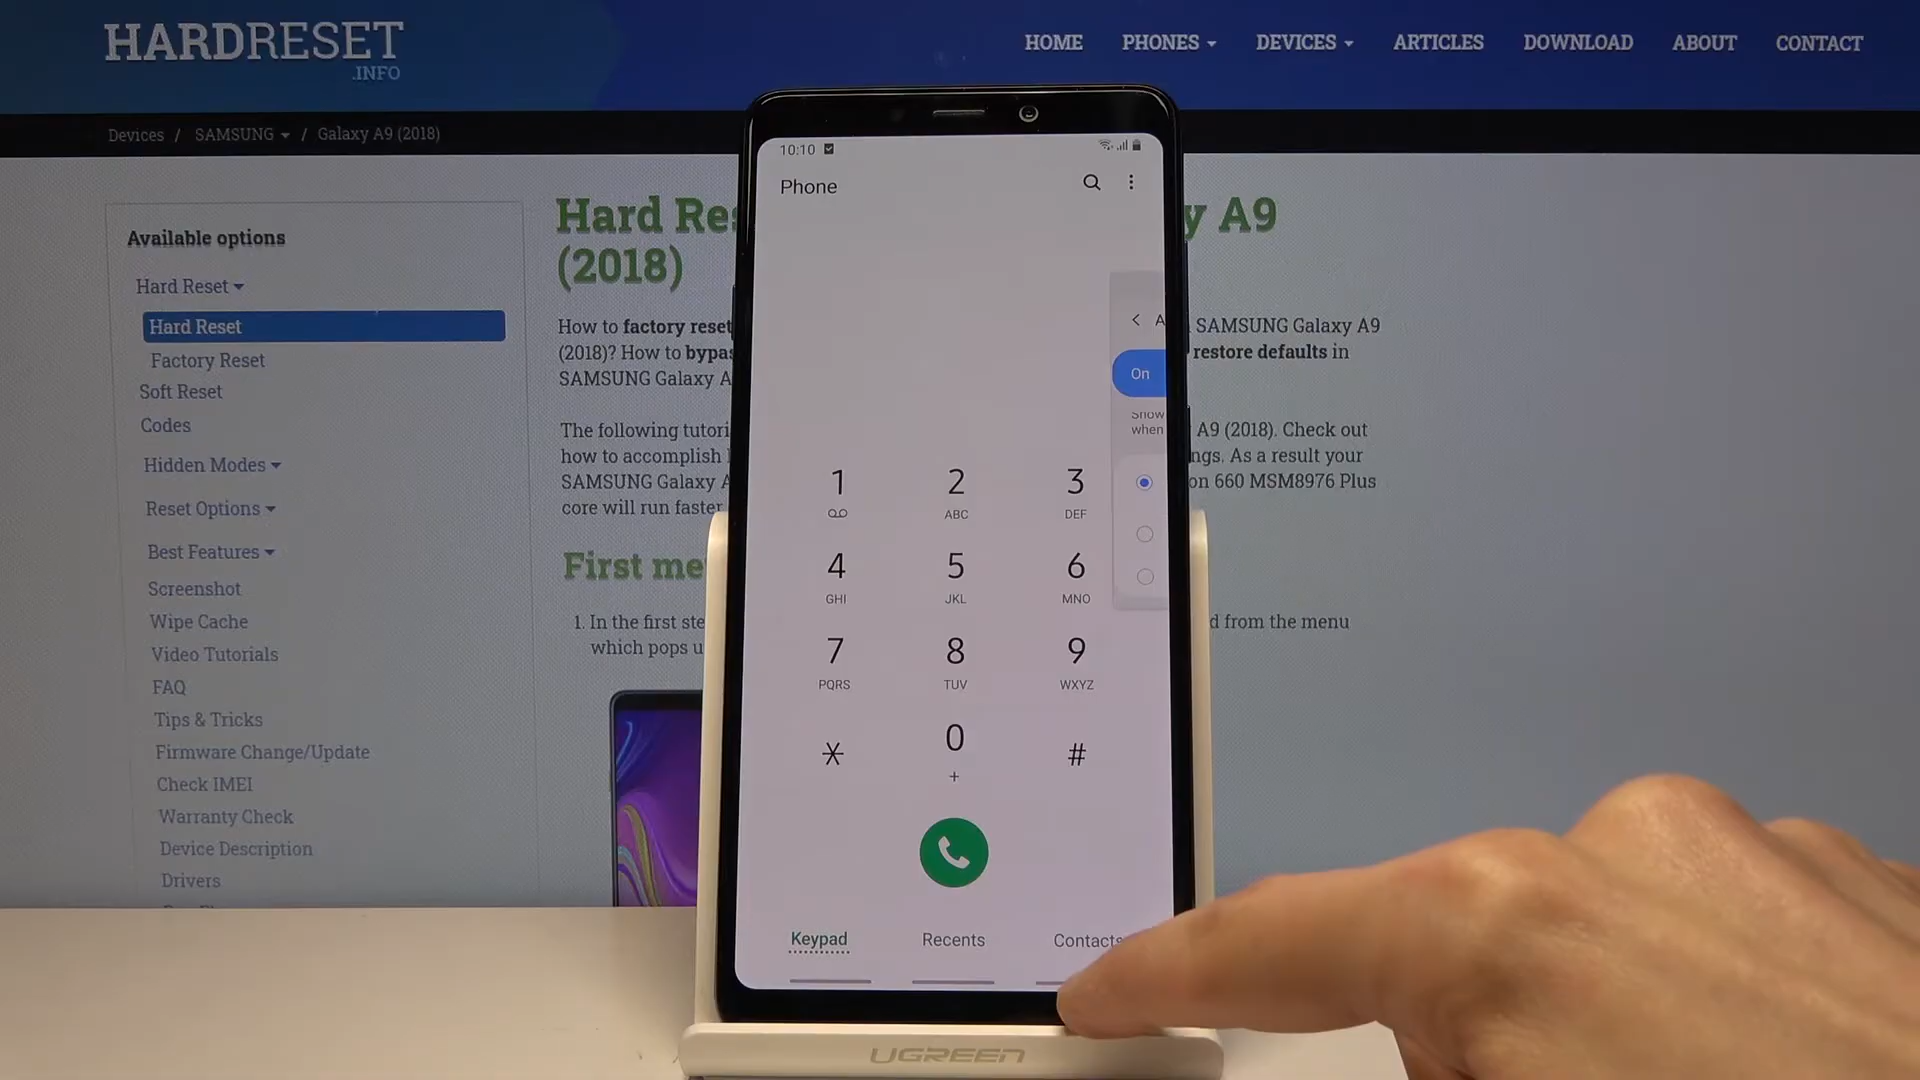 HARDRESET
.INFO
HOME PHONES DEVICES ARTICLES DOWNLOAD ABOUT CONTACT
Devices / SAMSUNG / Galaxy A9 (2018)
Available options
Hard Reset
Hard Reset
Factory Reset
Soft Reset
Codes
Hidden Modes
Reset Options
Best Features
Screenshot
Wipe Cache
Video Tutorials
FAQ
Tips & Tricks
Firmware Change/Update
Check IMEI
Warranty Check
Device Description
Drivers
Hard Res y A9
(2018)
How to factory reset SAMSUNG Galaxy A9
(2018)? How to bypas restore defaults in
SAMSUNG Galaxy A
The following tutori A9 (2018). Check out
how to accomplish ngs. As a result your
SAMSUNG Galaxy A on 660 MSM8976 Plus
core will run faster
First me
1. In the first ste d from the menu
which pops u
10:10
Phone
A
On
Show
when
1 2 3
ABC DEF
4 5 6
GHI JKL MNO
7 8 9
PQRS TUV WXYZ
* 0 #
+
Keypad Recents Contacts
UGREEN